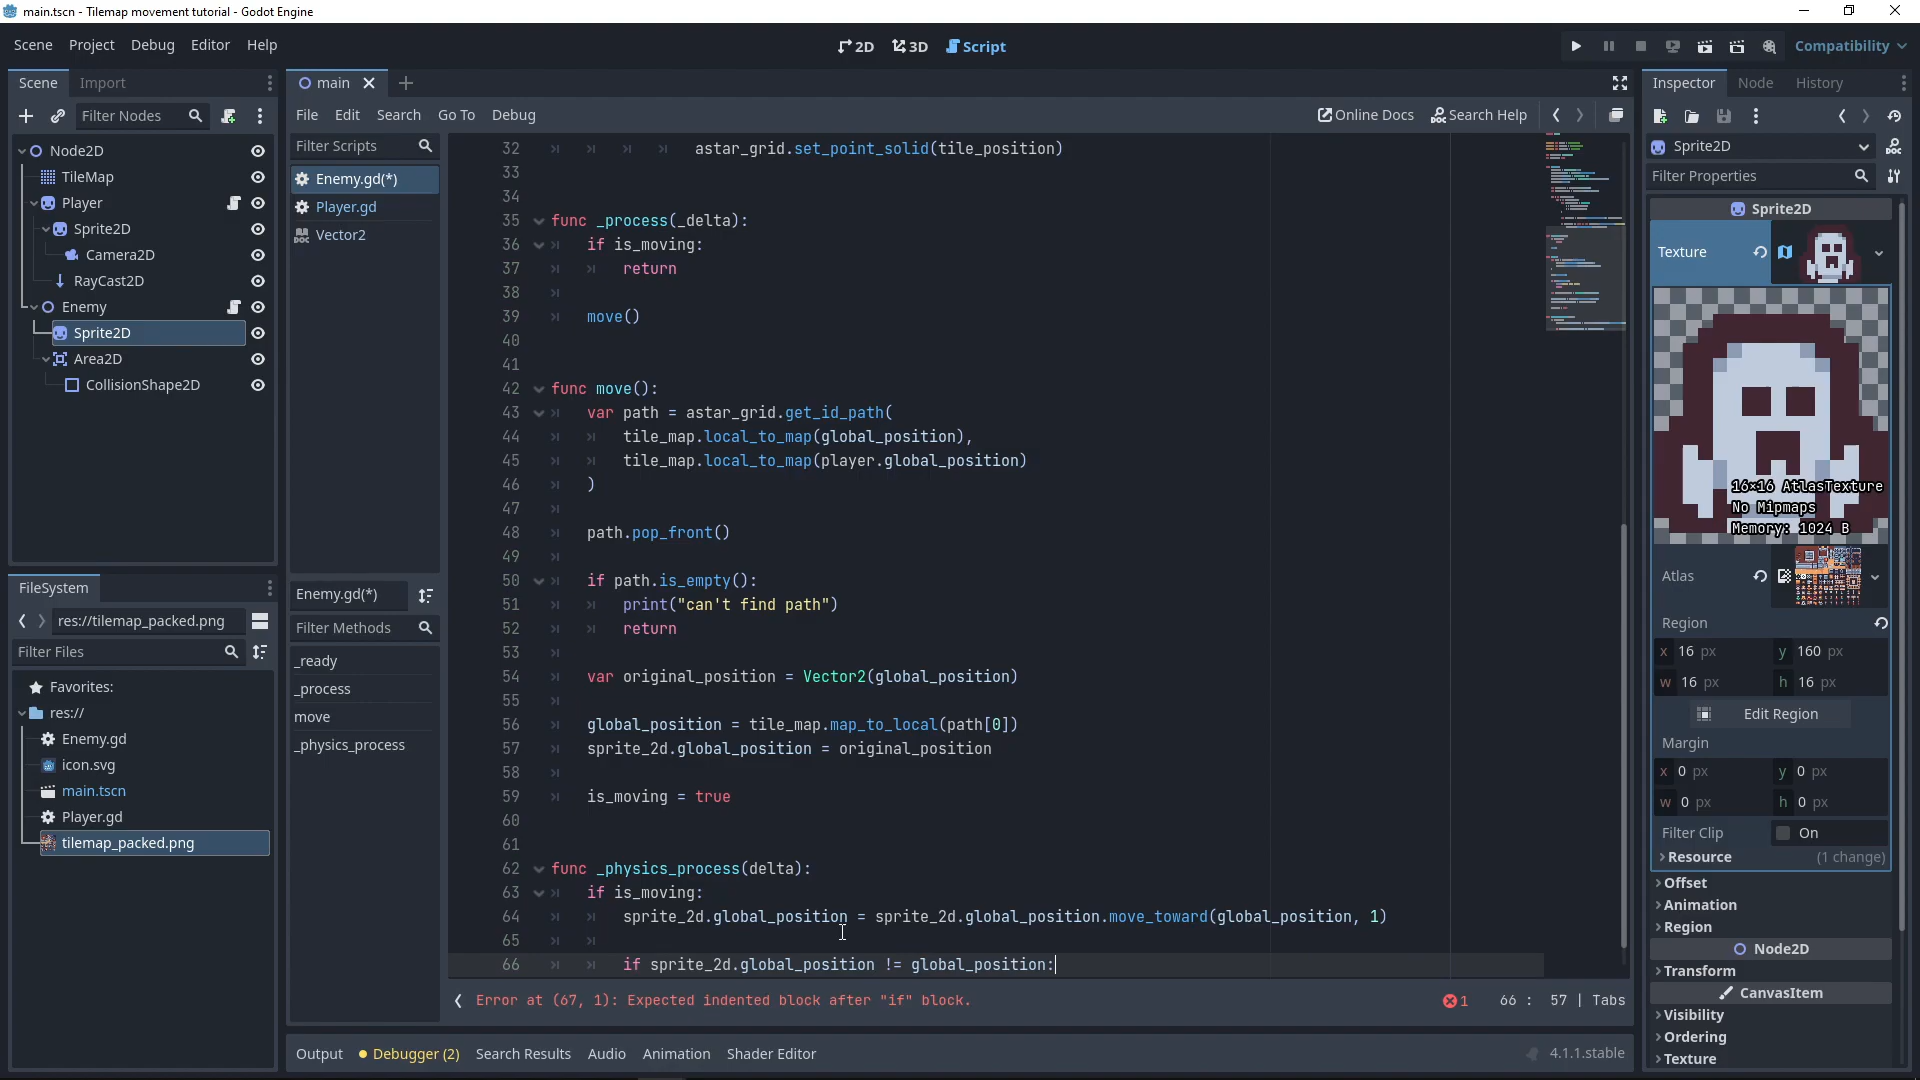 main.tscn - Tilemap movement tutorial - Godot Engine
Scene Project Debug Editor Help
2D 3D Script
Compatibility
Scene Import
main
Inspector Node History
Filter Nodes
File Edit Search Go To Debug
Online Docs Search Help
Filter Scripts
Enemy.gd(*)
Player.gd
Vector2
Sprite2D
Filter Properties
Node2D
TileMap
Player
Sprite2D
Camera2D
RayCast2D
Enemy
Sprite2D
Area2D
CollisionShape2D
32 astar_grid.set_point_solid(tile_position)
33
34
35 func _process(_delta):
36 if is_moving:
37 return
38
39 move()
40
41
42 func move():
43 var path = astar_grid.get_id_path(
44 tile_map.local_to_map(global_position),
45 tile_map.local_to_map(player.global_position)
46 )
47
48 path.pop_front()
49
50 if path.is_empty():
51 print("can't find path")
52 return
53
54 var original_position = Vector2(global_position)
55
56 global_position = tile_map.map_to_local(path[0])
57 sprite_2d.global_position = original_position
58
59 is_moving = true
60
61
62 func _physics_process(delta):
63 if is_moving:
64 sprite_2d.global_position = sprite_2d.global_position.move_toward(global_position, 1)
65
66 if sprite_2d.global_position != global_position:
Error at (67, 1): Expected indented block after "if" block.
1 66 : 57 | Tabs
Enemy.gd(*)
Filter Methods
_ready
_process
move
_physics_process
FileSystem
res://tilemap_packed.png
Filter Files
Favorites:
res://
Enemy.gd
icon.svg
main.tscn
Player.gd
tilemap_packed.png
Sprite2D
Texture
16×16 AtlasTexture
No Mipmaps
Memory: 1024 B
Atlas
Region
x 16 px y 160 px
w 16 px h 16 px
Edit Region
Margin
x 0 px y 0 px
w 0 px h 0 px
Filter Clip On
Resource (1 change)
Offset
Animation
Region
Node2D
Transform
CanvasItem
Visibility
Ordering
Texture
Output Debugger (2) Search Results Audio Animation Shader Editor
4.1.1.stable